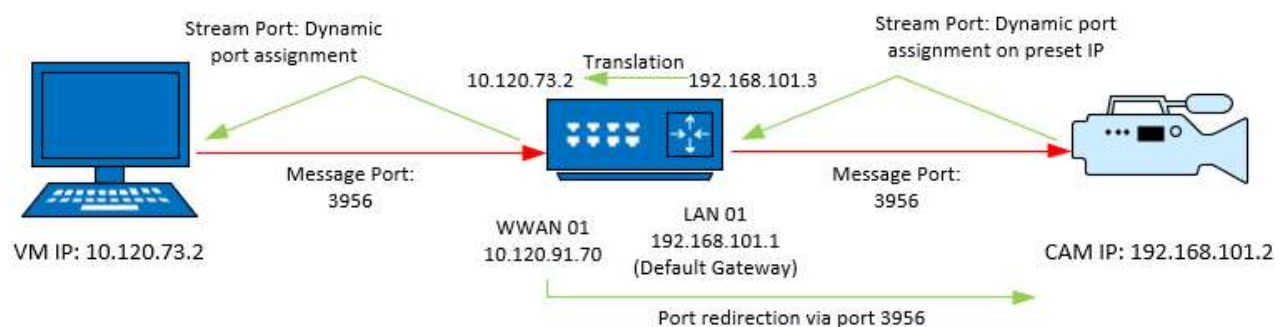 Stream Port: Dynamic
port assignment
Stream Port: Dynamic port
assignment on preset IP
Translation
10.120.73.2
192.168.101.3
Message Port:
3956
Message Port:
3956
VM IP: 10.120.73.2
WWAN 01
10.120.91.70
LAN 01
192.168.101.1
(Default Gateway)
CAM IP: 192.168.101.2
Port redirection via port 3956